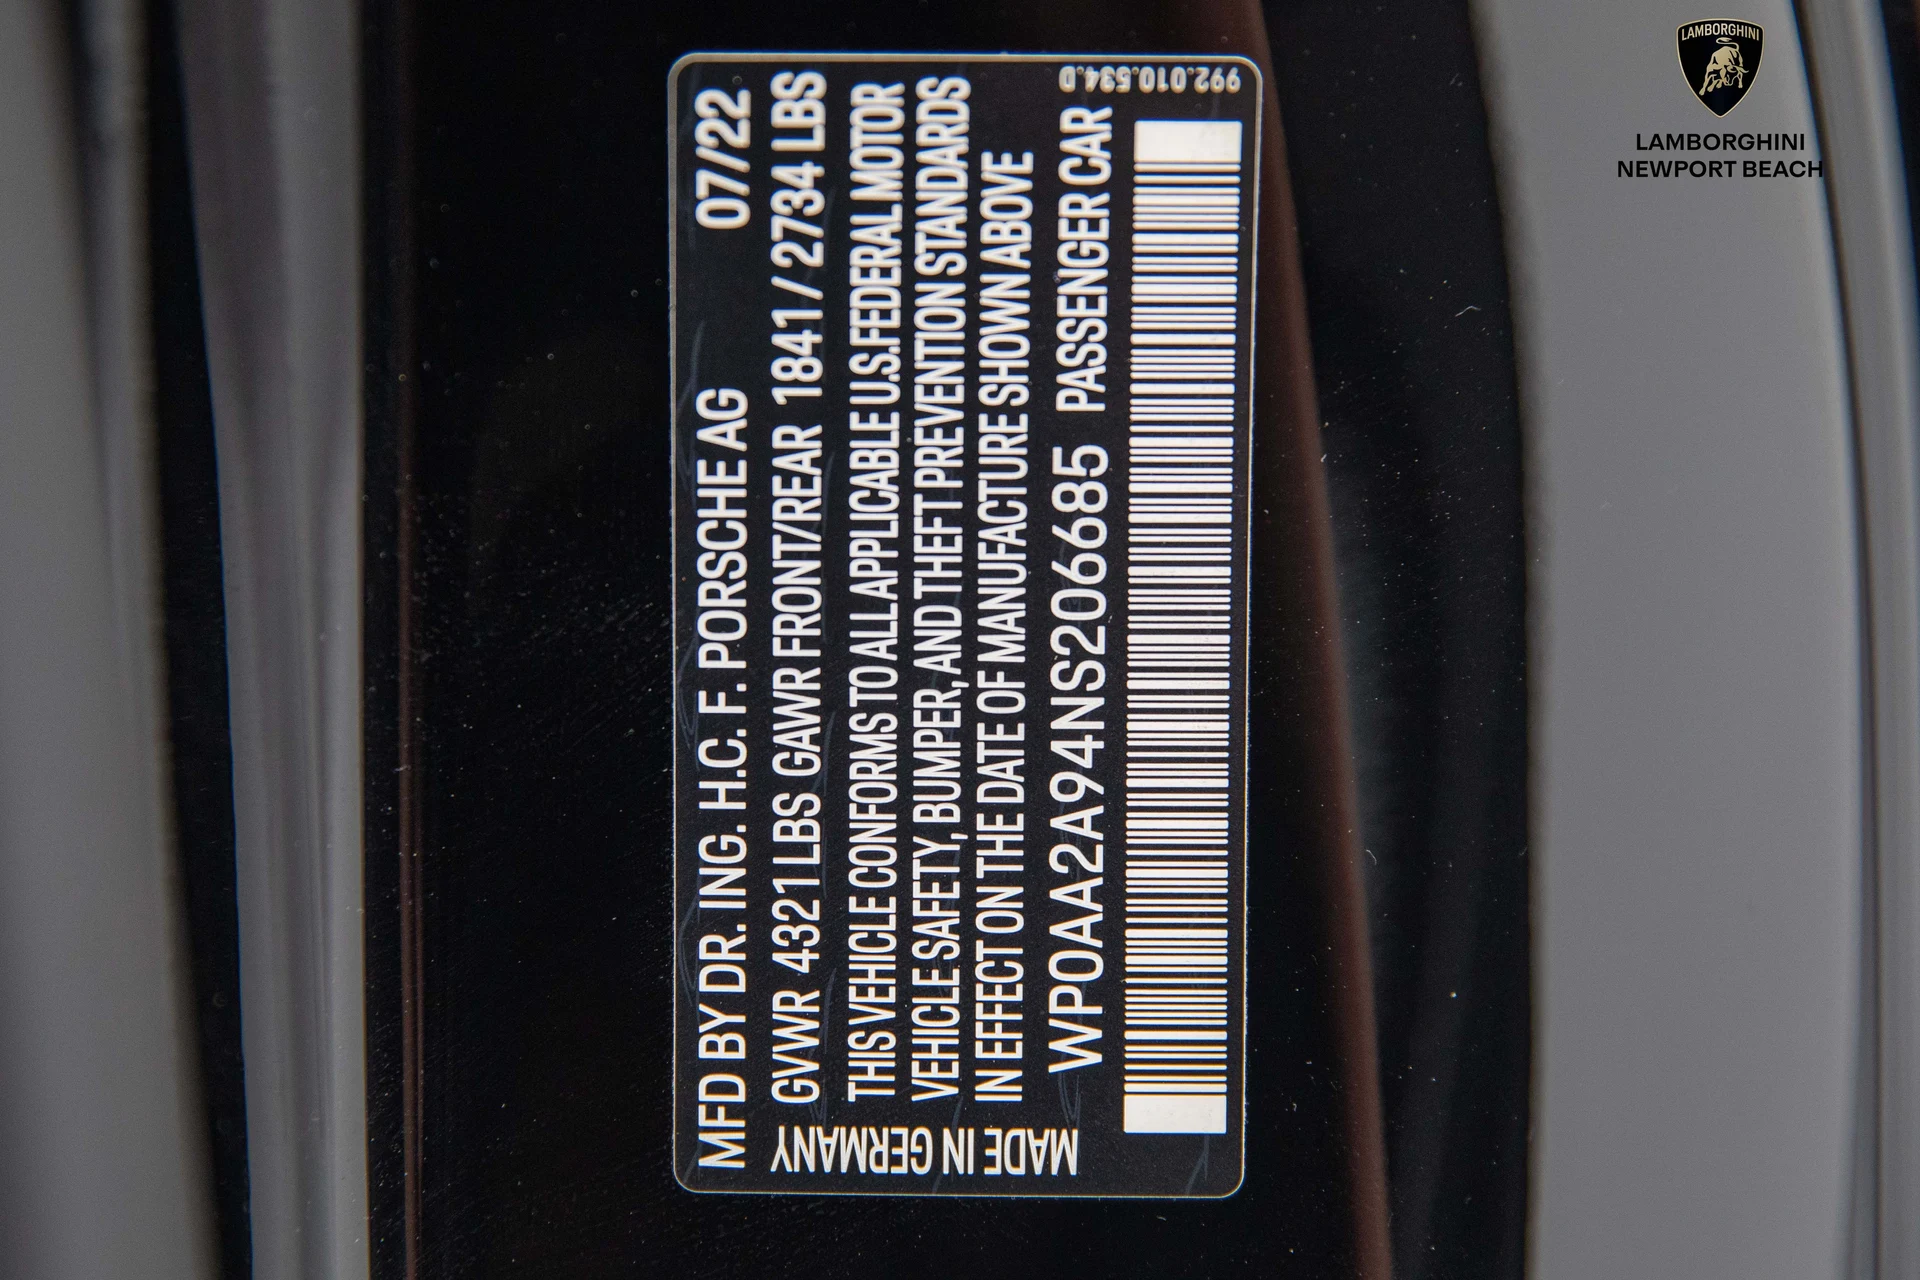 MFD BY DR. ING. H.C. F. PORSCHE AG 07/22
GVWR 4321 LBS GAWR FRONT/REAR 1841 / 2734 LBS
THIS VEHICLE CONFORMS TO ALL APPLICABLE U.S.FEDERAL MOTOR
VEHICLE SAFETY, BUMPER, AND THEFT PREVENTION STANDARDS
IN EFFECT ON THE DATE OF MANUFACTURE SHOWN ABOVE
WP0AA2A94NS206685 PASSENGER CAR
MADE IN GERMANY
992.010.534.D
LAMBORGHINI
LAMBORGHINI
NEWPORT BEACH